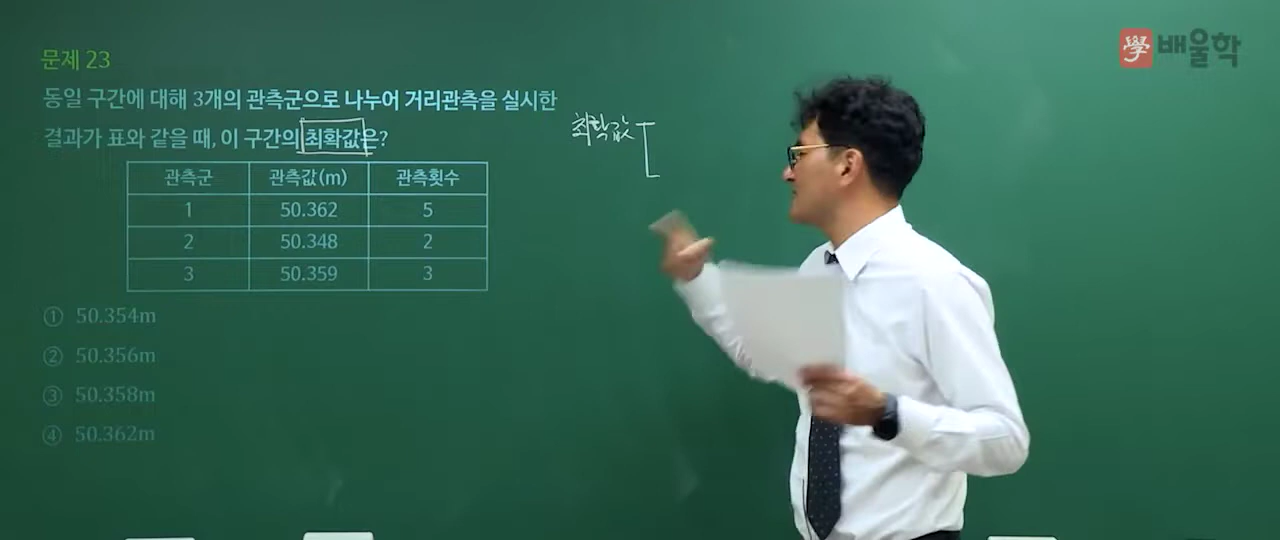 學 배울학
문제 23
동일 구간에 대해 3개의 관측군으로 나누어 거리관측을 실시한
결과가 표와 같을 때, 이 구간의 최확값은?
최확값
관측군 관측값(m) 관측횟수
1 50.362 5
2 50.348 2
3 50.359 3
① 50.354m
② 50.356m
③ 50.358m
④ 50.362m